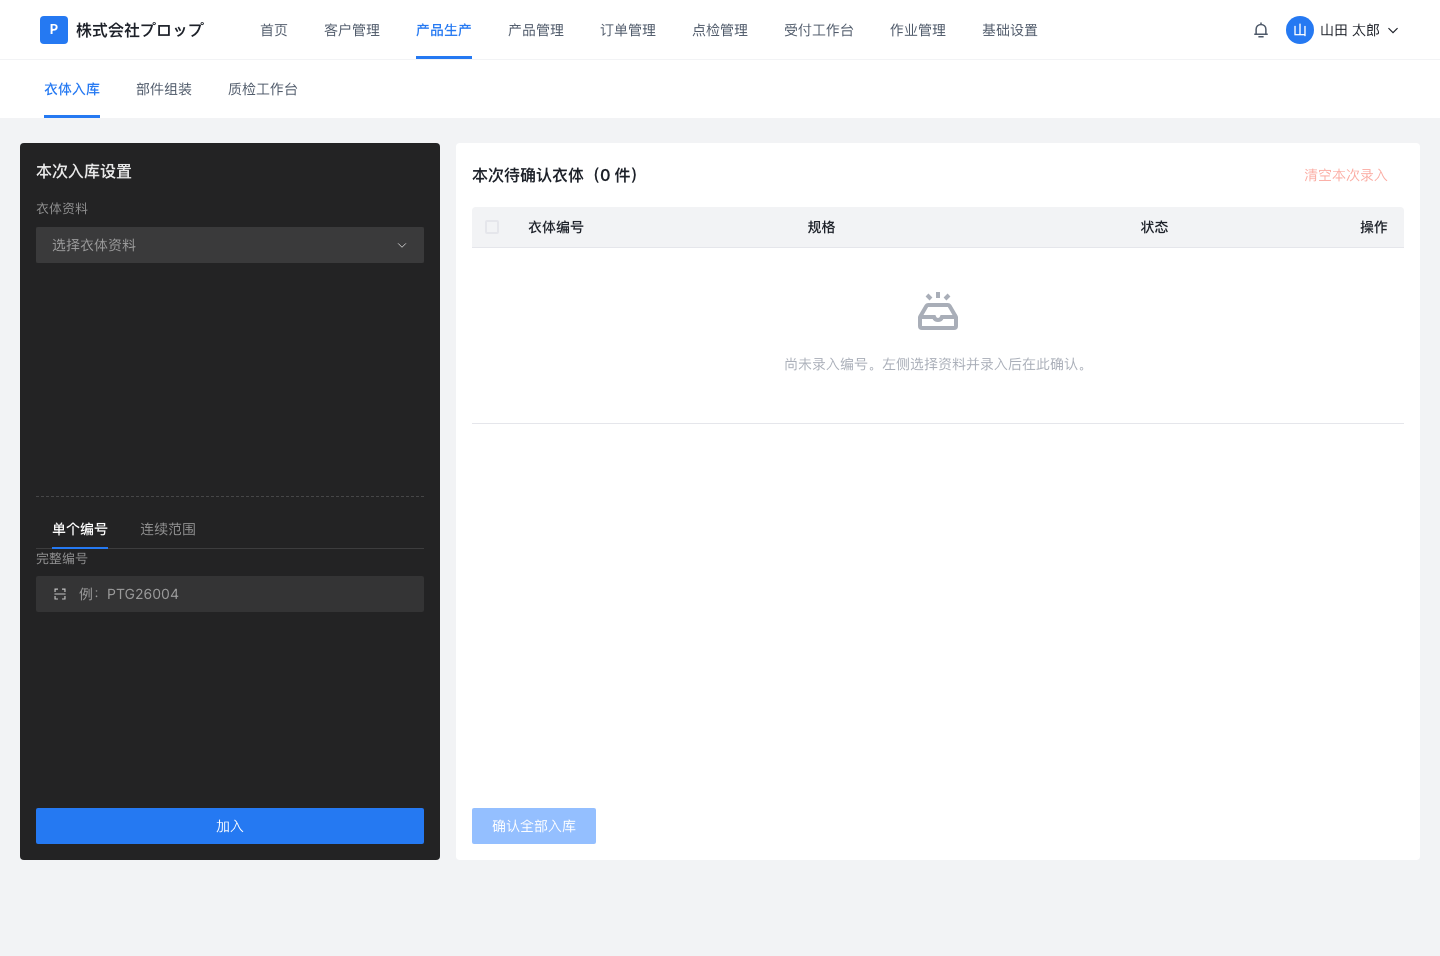 P 株式会社プロップ 首页 客户管理 产品生产 产品管理 订单管理 点检管理 受付工作台 作业管理 基础设置 山 山田 太郎
衣体入库 部件组装 质检工作台
本次入库设置
衣体资料
选择衣体资料
单个编号 连续范围
完整编号
例：PTG26004
加入
本次待确认衣体（0 件） 清空本次录入
衣体编号 规格 状态 操作
尚未录入编号。左侧选择资料并录入后在此确认。
确认全部入库